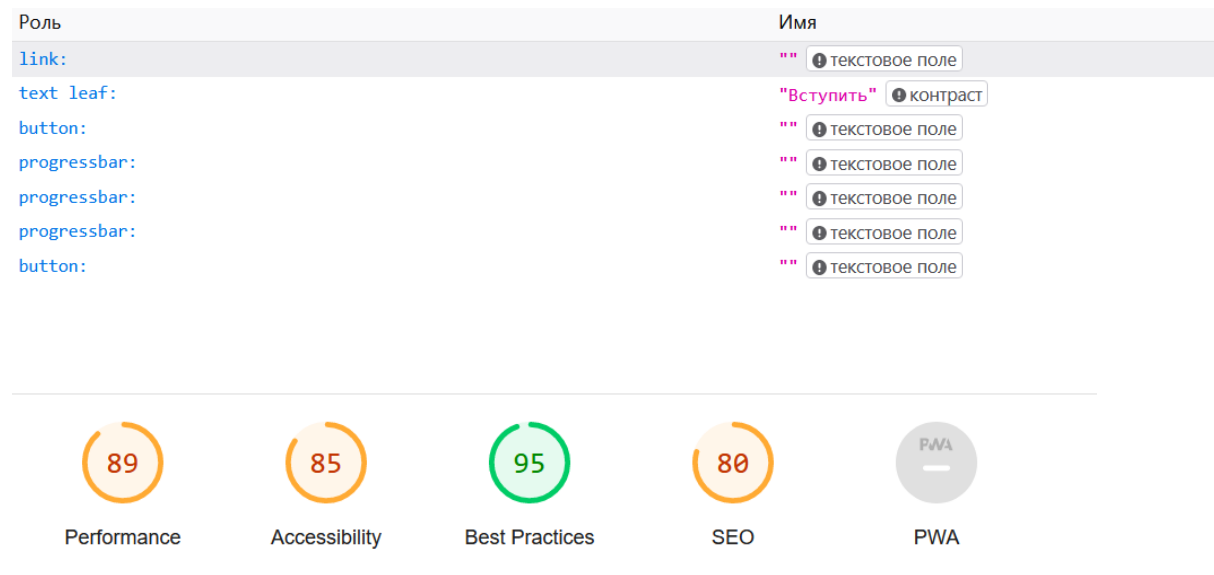 Роль Имя
link: "" текстовое поле
text leaf: "Вступить" контраст
button: "" текстовое поле
progressbar: "" текстовое поле
progressbar: "" текстовое поле
progressbar: "" текстовое поле
button: "" текстовое поле
89 85 95 80 PWA
Performance Accessibility Best Practices SEO PWA